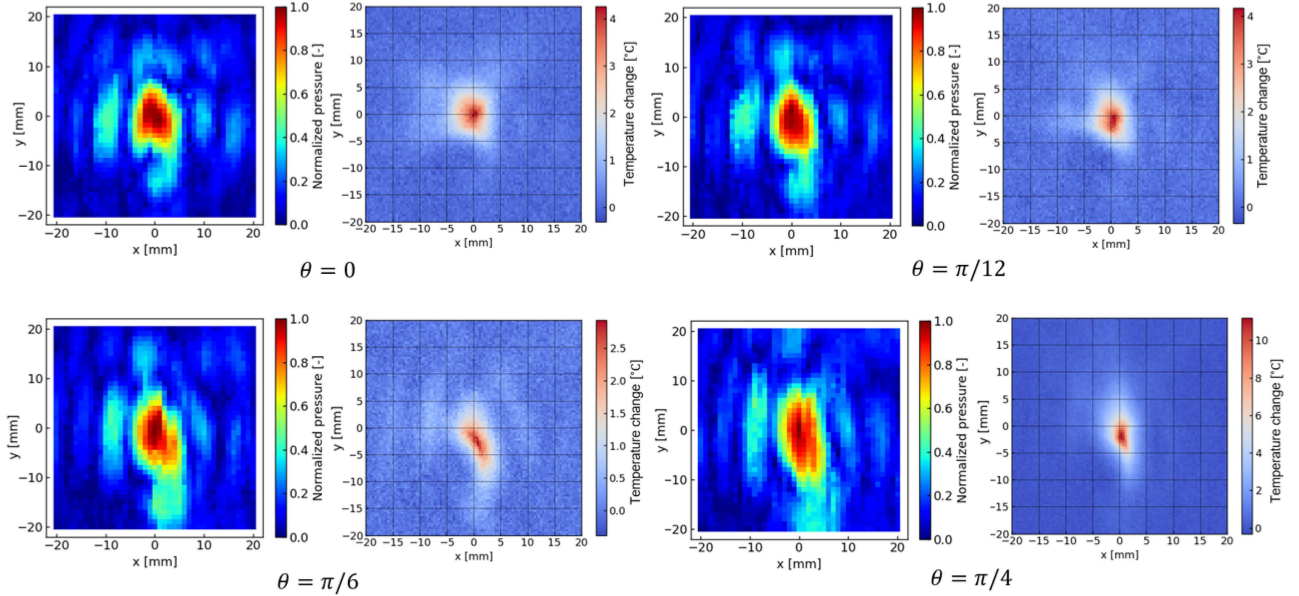 y [mm]
20
10
0
−10
−20
−20 −10 0 10 20
x [mm]
1.0
0.8
0.6
0.4
0.2
0.0
Normalized pressure [-]
y [mm]
20
15
10
5
0
−5
−10
−15
−20
−20 −15 −10 −5 0 5 10 15 20
x [mm]
4
3
2
1
0
Temperature change [°C]
θ = 0
y [mm]
20
10
0
−10
−20
−20 −10 0 10 20
x [mm]
1.0
0.8
0.6
0.4
0.2
0.0
Normalized pressure [-]
y [mm]
20
15
10
5
0
−5
−10
−15
−20
−20 −15 −10 −5 0 5 10 15 20
x [mm]
4
3
2
1
0
Temperature change [°C]
θ = π/12
y [mm]
20
10
0
−10
−20
−20 −10 0 10 20
x [mm]
1.0
0.8
0.6
0.4
0.2
0.0
Normalized pressure [-]
y [mm]
20
15
10
5
0
−5
−10
−15
−20
−20 −15 −10 −5 0 5 10 15 20
x [mm]
2.5
2.0
1.5
1.0
0.5
0.0
Temperature change [°C]
θ = π/6
y [mm]
20
10
0
−10
−20
−20 −10 0 10 20
x [mm]
1.0
0.8
0.6
0.4
0.2
0.0
Normalized pressure [-]
y [mm]
20
15
10
5
0
−5
−10
−15
−20
−20 −15 −10 −5 0 5 10 15 20
x [mm]
10
8
6
4
2
0
Temperature change [°C]
θ = π/4